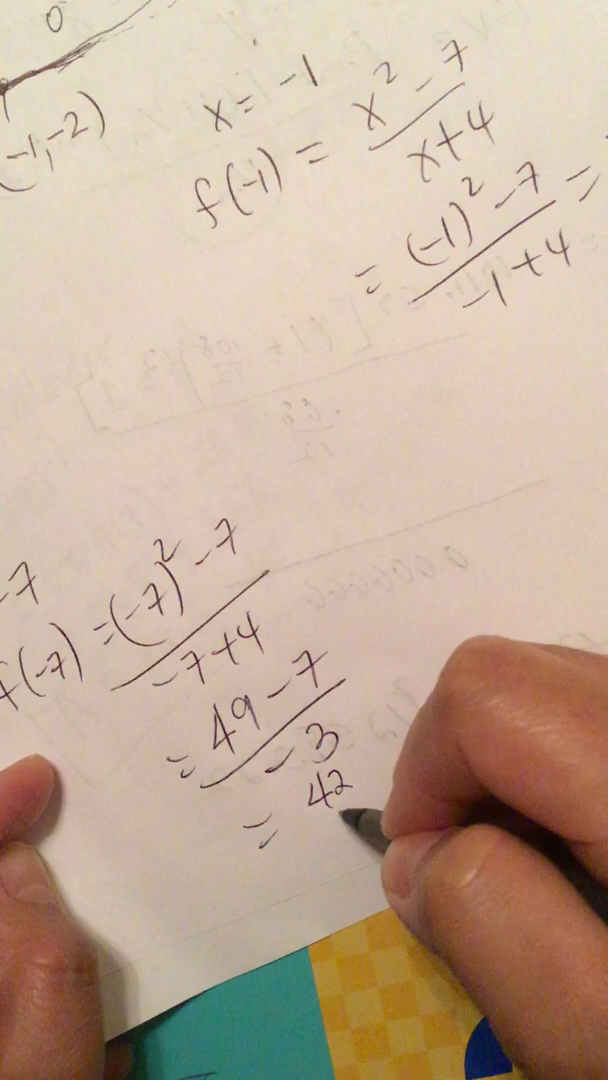 0
(-1,-2)
x = -1
f(-1) = x² - 7
x+4
= (-1)² - 7 =
-1+4
-7
f(-7) = (-7)² - 7
-7+4
= 49 - 7
-3
= 42